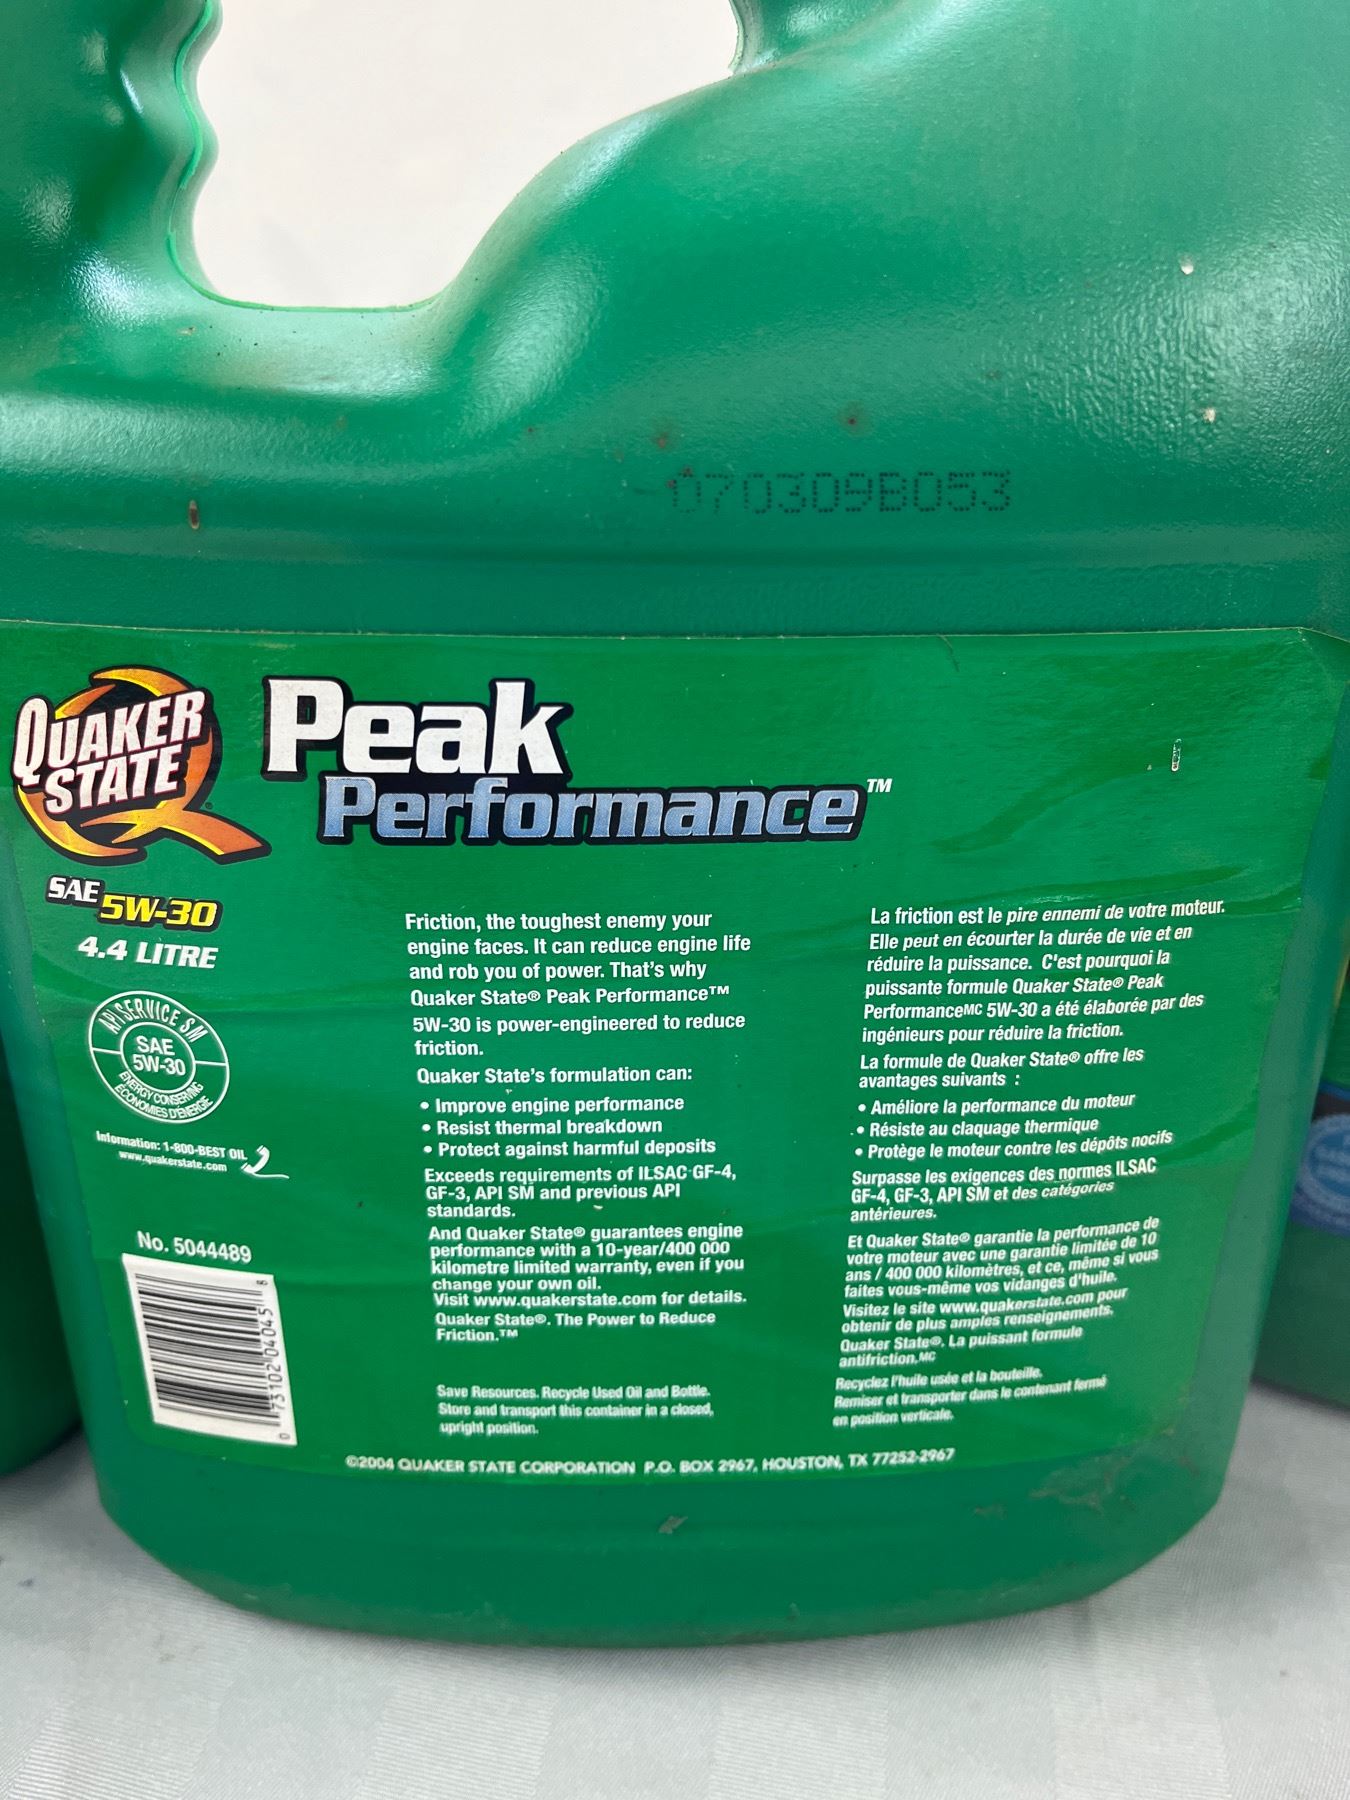 070309B053
QUAKER
STATE®
Peak
Performance™
SAE 5W-30
4.4 LITRE
API SERVICE SM
SAE
5W-30
ENERGY CONSERVING
ECONOMIES D'ENERGIE
Information: 1-800-BEST OIL
www.quakerstate.com
No. 5044489
0 73102 04045 8
Friction, the toughest enemy your
engine faces. It can reduce engine life
and rob you of power. That's why
Quaker State® Peak Performance™
5W-30 is power-engineered to reduce
friction.
Quaker State's formulation can:
• Improve engine performance
• Resist thermal breakdown
• Protect against harmful deposits
Exceeds requirements of ILSAC GF-4,
GF-3, API SM and previous API
standards.
And Quaker State® guarantees engine
performance with a 10-year/400 000
kilometre limited warranty, even if you
change your own oil.
Visit www.quakerstate.com for details.
Quaker State®. The Power to Reduce
Friction.™
Save Resources. Recycle Used Oil and Bottle.
Store and transport this container in a closed,
upright position.
La friction est le pire ennemi de votre moteur.
Elle peut en écourter la durée de vie et en
réduire la puissance. C'est pourquoi la
puissante formule Quaker State® Peak
PerformanceMC 5W-30 a été élaborée par des
ingénieurs pour réduire la friction.
La formule de Quaker State® offre les
avantages suivants :
• Améliore la performance du moteur
• Résiste au claquage thermique
• Protège le moteur contre les dépôts nocifs
Surpasse les exigences des normes ILSAC
GF-4, GF-3, API SM et des catégories
antérieures.
Et Quaker State® garantie la performance de
votre moteur avec une garantie limitée de 10
ans / 400 000 kilomètres, et ce, même si vous
faites vous-même vos vidanges d'huile.
Visitez le site www.quakerstate.com pour
obtenir de plus amples renseignements.
Quaker State®. La puissant formule
antifriction.MC
Recyclez l'huile usée et la bouteille.
Remiser et transporter dans le contenant fermé
en position verticale.
©2004 QUAKER STATE CORPORATION P.O. BOX 2967, HOUSTON, TX 77252-2967